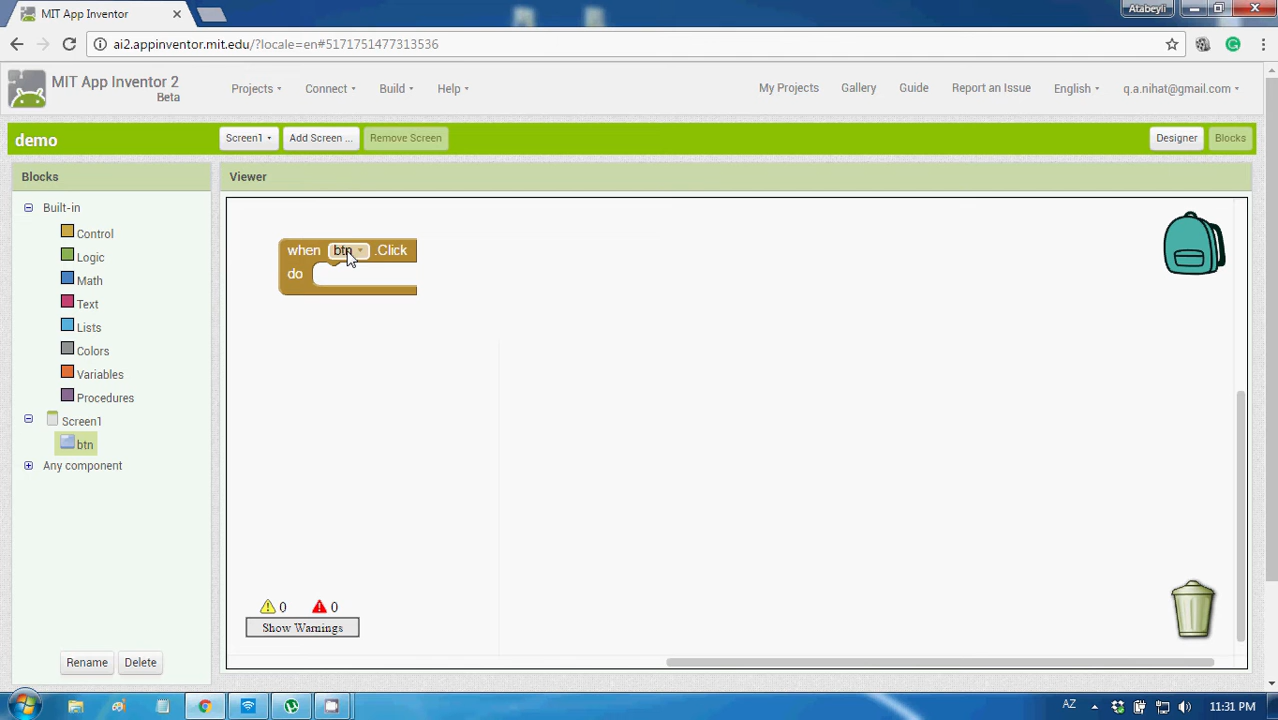 MIT App Inventor
Atabeyli
ai2.appinventor.mit.edu/?locale=en#5171751477313536
MIT App Inventor 2
Beta
Projects
Connect
Build
Help
My Projects
Gallery
Guide
Report an Issue
English
q.a.nihat@gmail.com
demo
Screen1
Add Screen ...
Remove Screen
Designer
Blocks
Blocks
Viewer
Built-in
Control
Logic
Math
Text
Lists
Colors
Variables
Procedures
Screen1
btn
Any component
when btn .Click
do
0 0
Show Warnings
Rename
Delete
AZ
11:31 PM